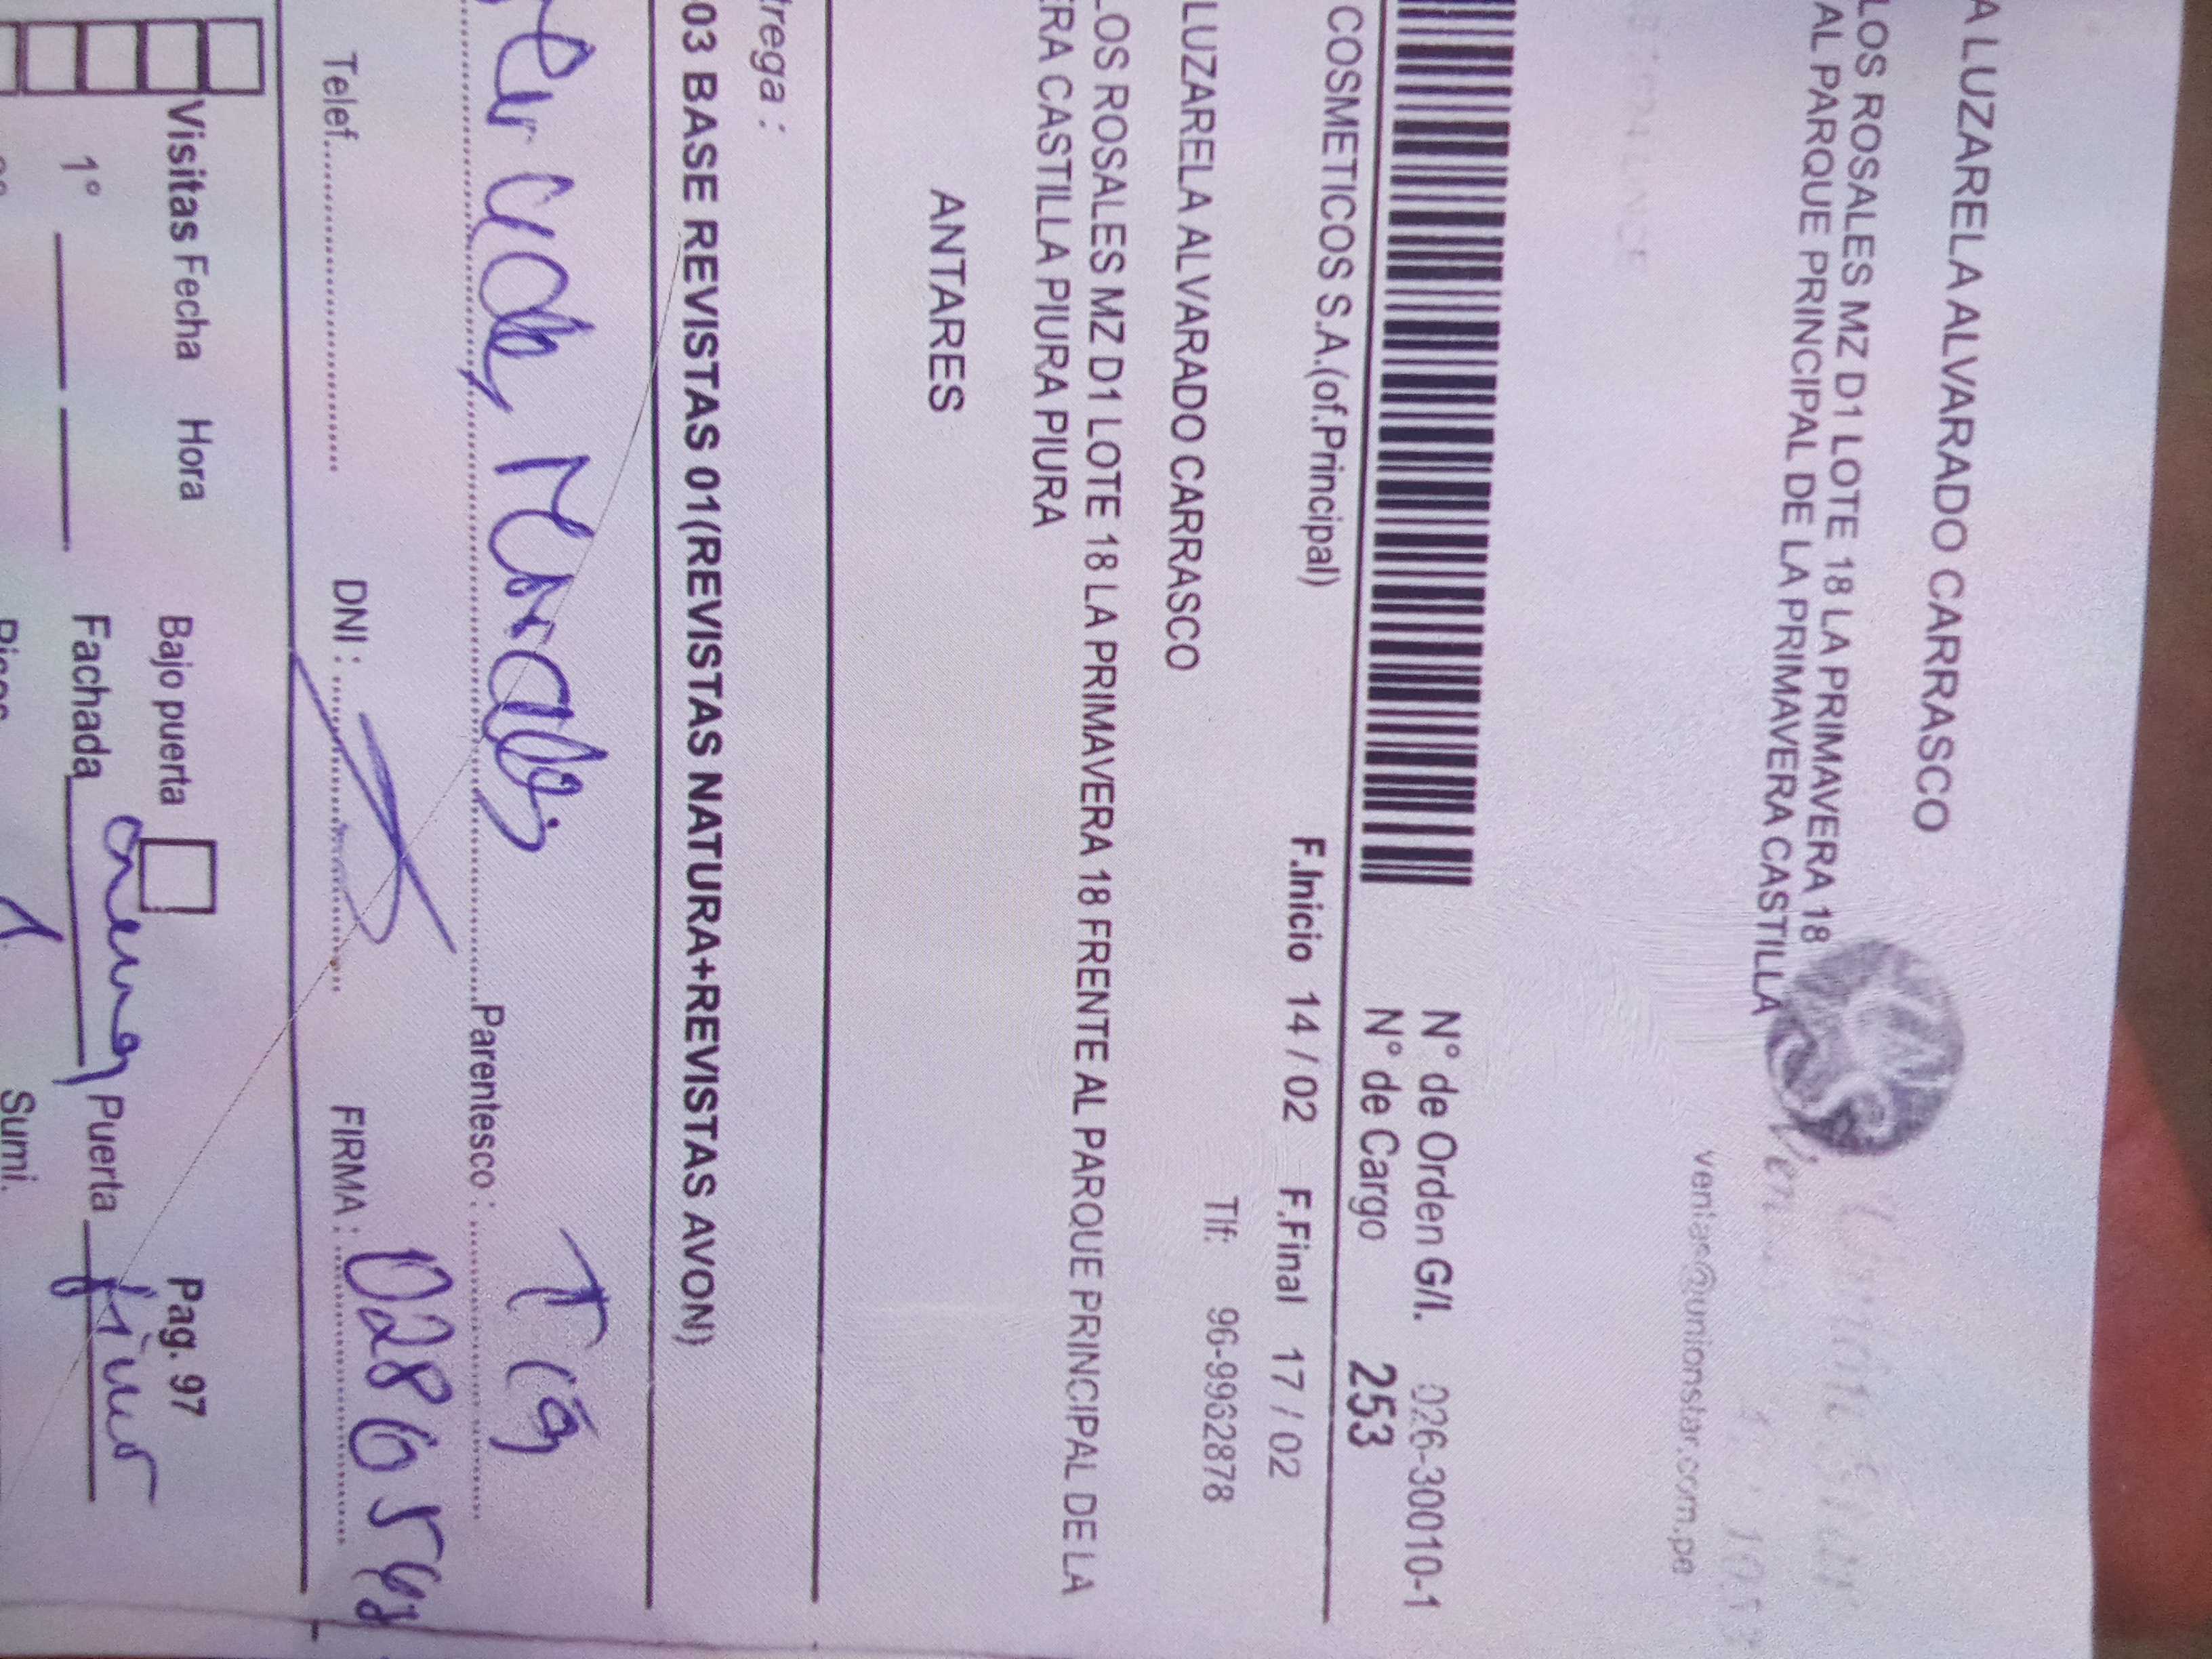 A LUZARELA ALVARADO CARRASCO
LOS ROSALES MZ D1 LOTE 18 LA PRIMAVERA 18
AL PARQUE PRINCIPAL DE LA PRIMAVERA CASTILLA
ventas@unionstar.com.pe
N° de Orden G/I. 026-30010-1
N° de Cargo 253
COSMETICOS S.A.(of.Principal) F.Inicio 14 / 02 F.Final 17 / 02
LUZARELA ALVARADO CARRASCO Tlf: 96-9962878
LOS ROSALES MZ D1 LOTE 18 LA PRIMAVERA 18 FRENTE AL PARQUE PRINCIPAL DE LA
ERA CASTILLA PIURA PIURA
ANTARES
trega :
03 BASE REVISTAS 01(REVISTAS NATURA+REVISTAS AVON)
Parentesco : Tía
Telef. DNI : FIRMA :
Visitas Fecha Hora Bajo puerta Pag. 97
1° Fachada Puerta
Sumi.